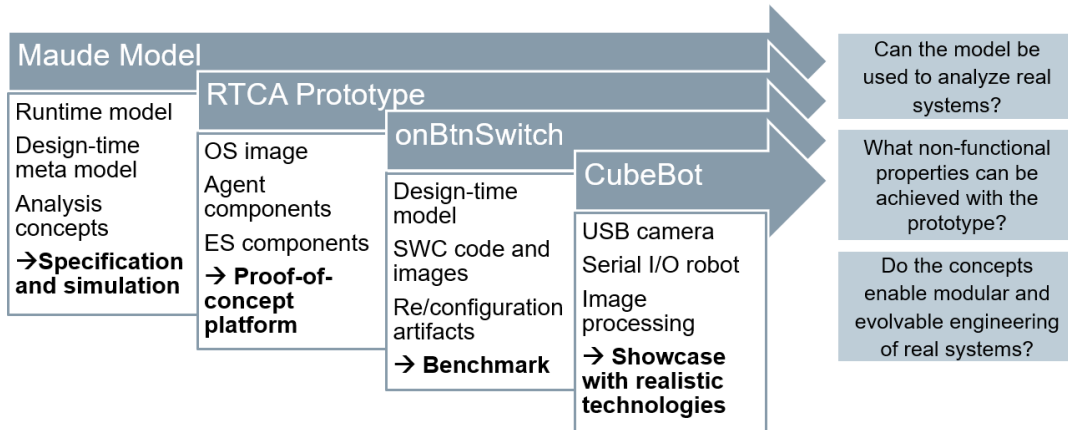 Maude Model
Runtime model
Design-time
meta model
Analysis
concepts
→Specification
and simulation
RTCA Prototype
OS image
Agent
components
ES components
→ Proof-of-
concept
platform
onBtnSwitch
Design-time
model
SWC code and
images
Re/configuration
artifacts
→ Benchmark
CubeBot
USB camera
Serial I/O robot
Image
processing
→ Showcase
with realistic
technologies
Can the model be
used to analyze real
systems?
What non-functional
properties can be
achieved with the
prototype?
Do the concepts
enable modular and
evolvable engineering
of real systems?